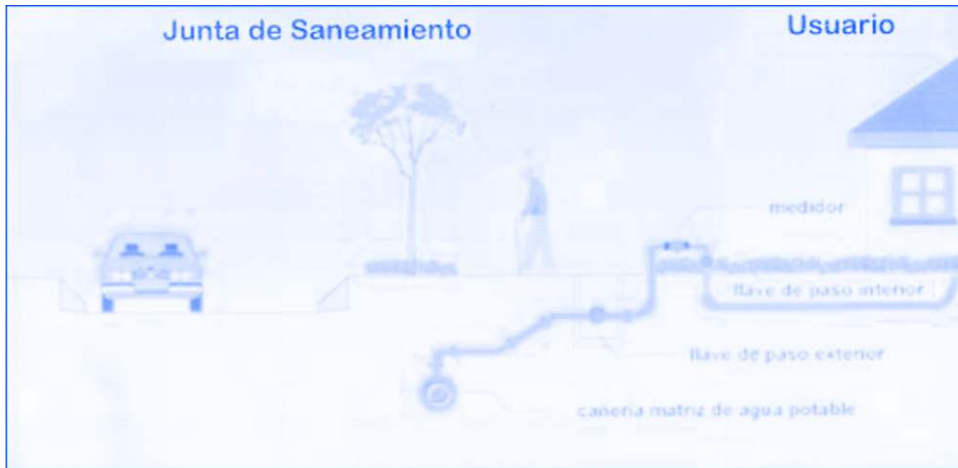 Junta de Saneamiento
Usuario
medidor
llave de paso interior
llave de paso exterior
cañeria matriz de agua potable